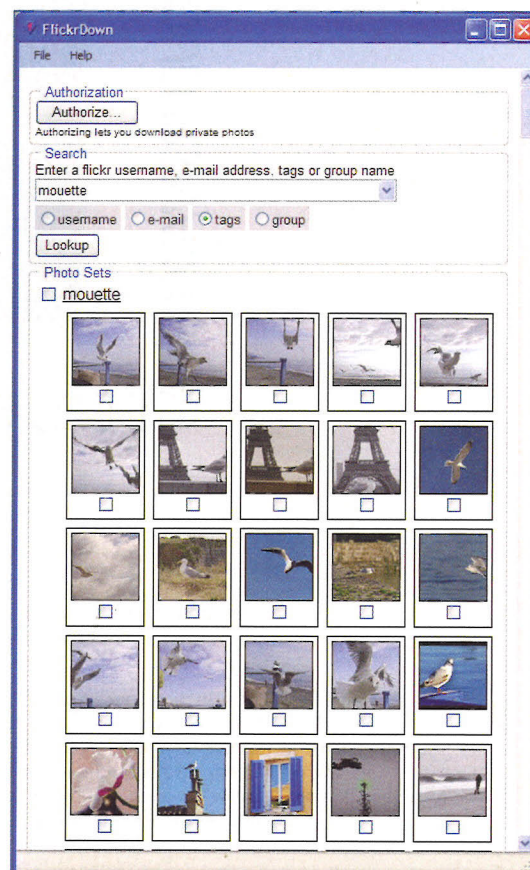 FlickrDown
File Help
Authorization
Authorize...
Authorizing lets you download private photos
Search
Enter a flickr username, e-mail address, tags or group name
mouette
username e-mail tags group
Lookup
Photo Sets
mouette